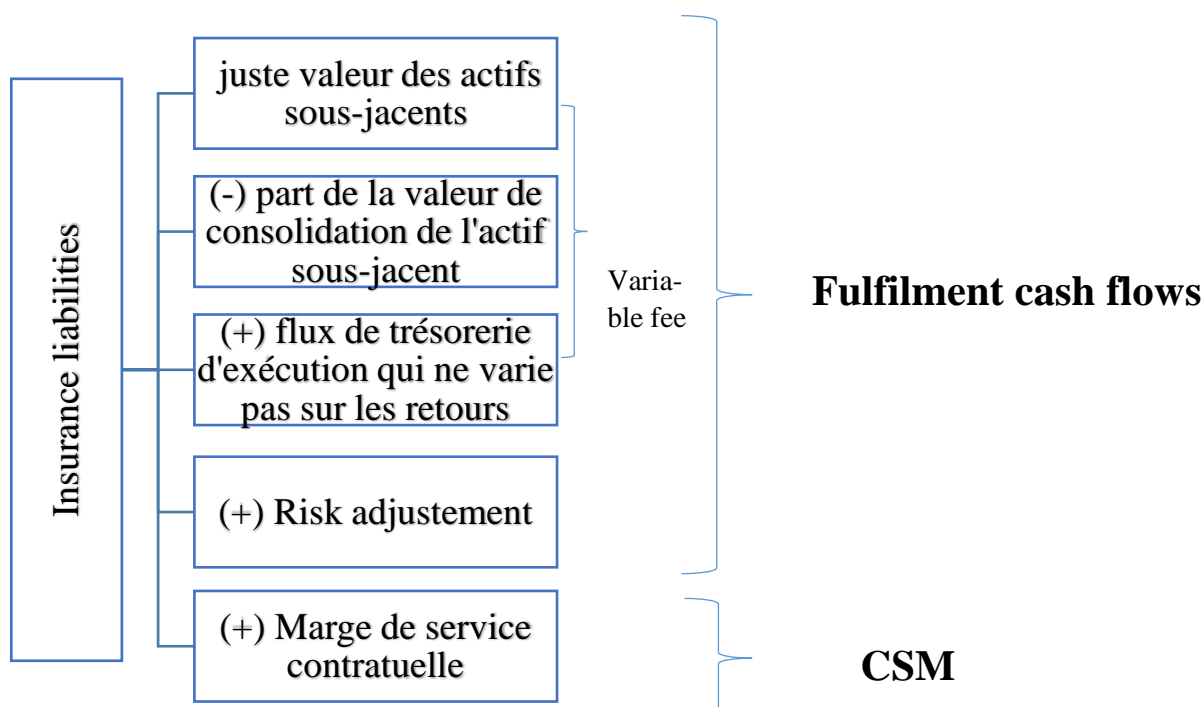 Insurance liabilities
juste valeur des actifs
sous-jacents
(-) part de la valeur de
consolidation de l'actif
sous-jacent
(+) flux de trésorerie
d'exécution qui ne varie
pas sur les retours
(+) Risk adjustement
(+) Marge de service
contratuelle
Varia-
ble fee
Fulfilment cash flows
CSM